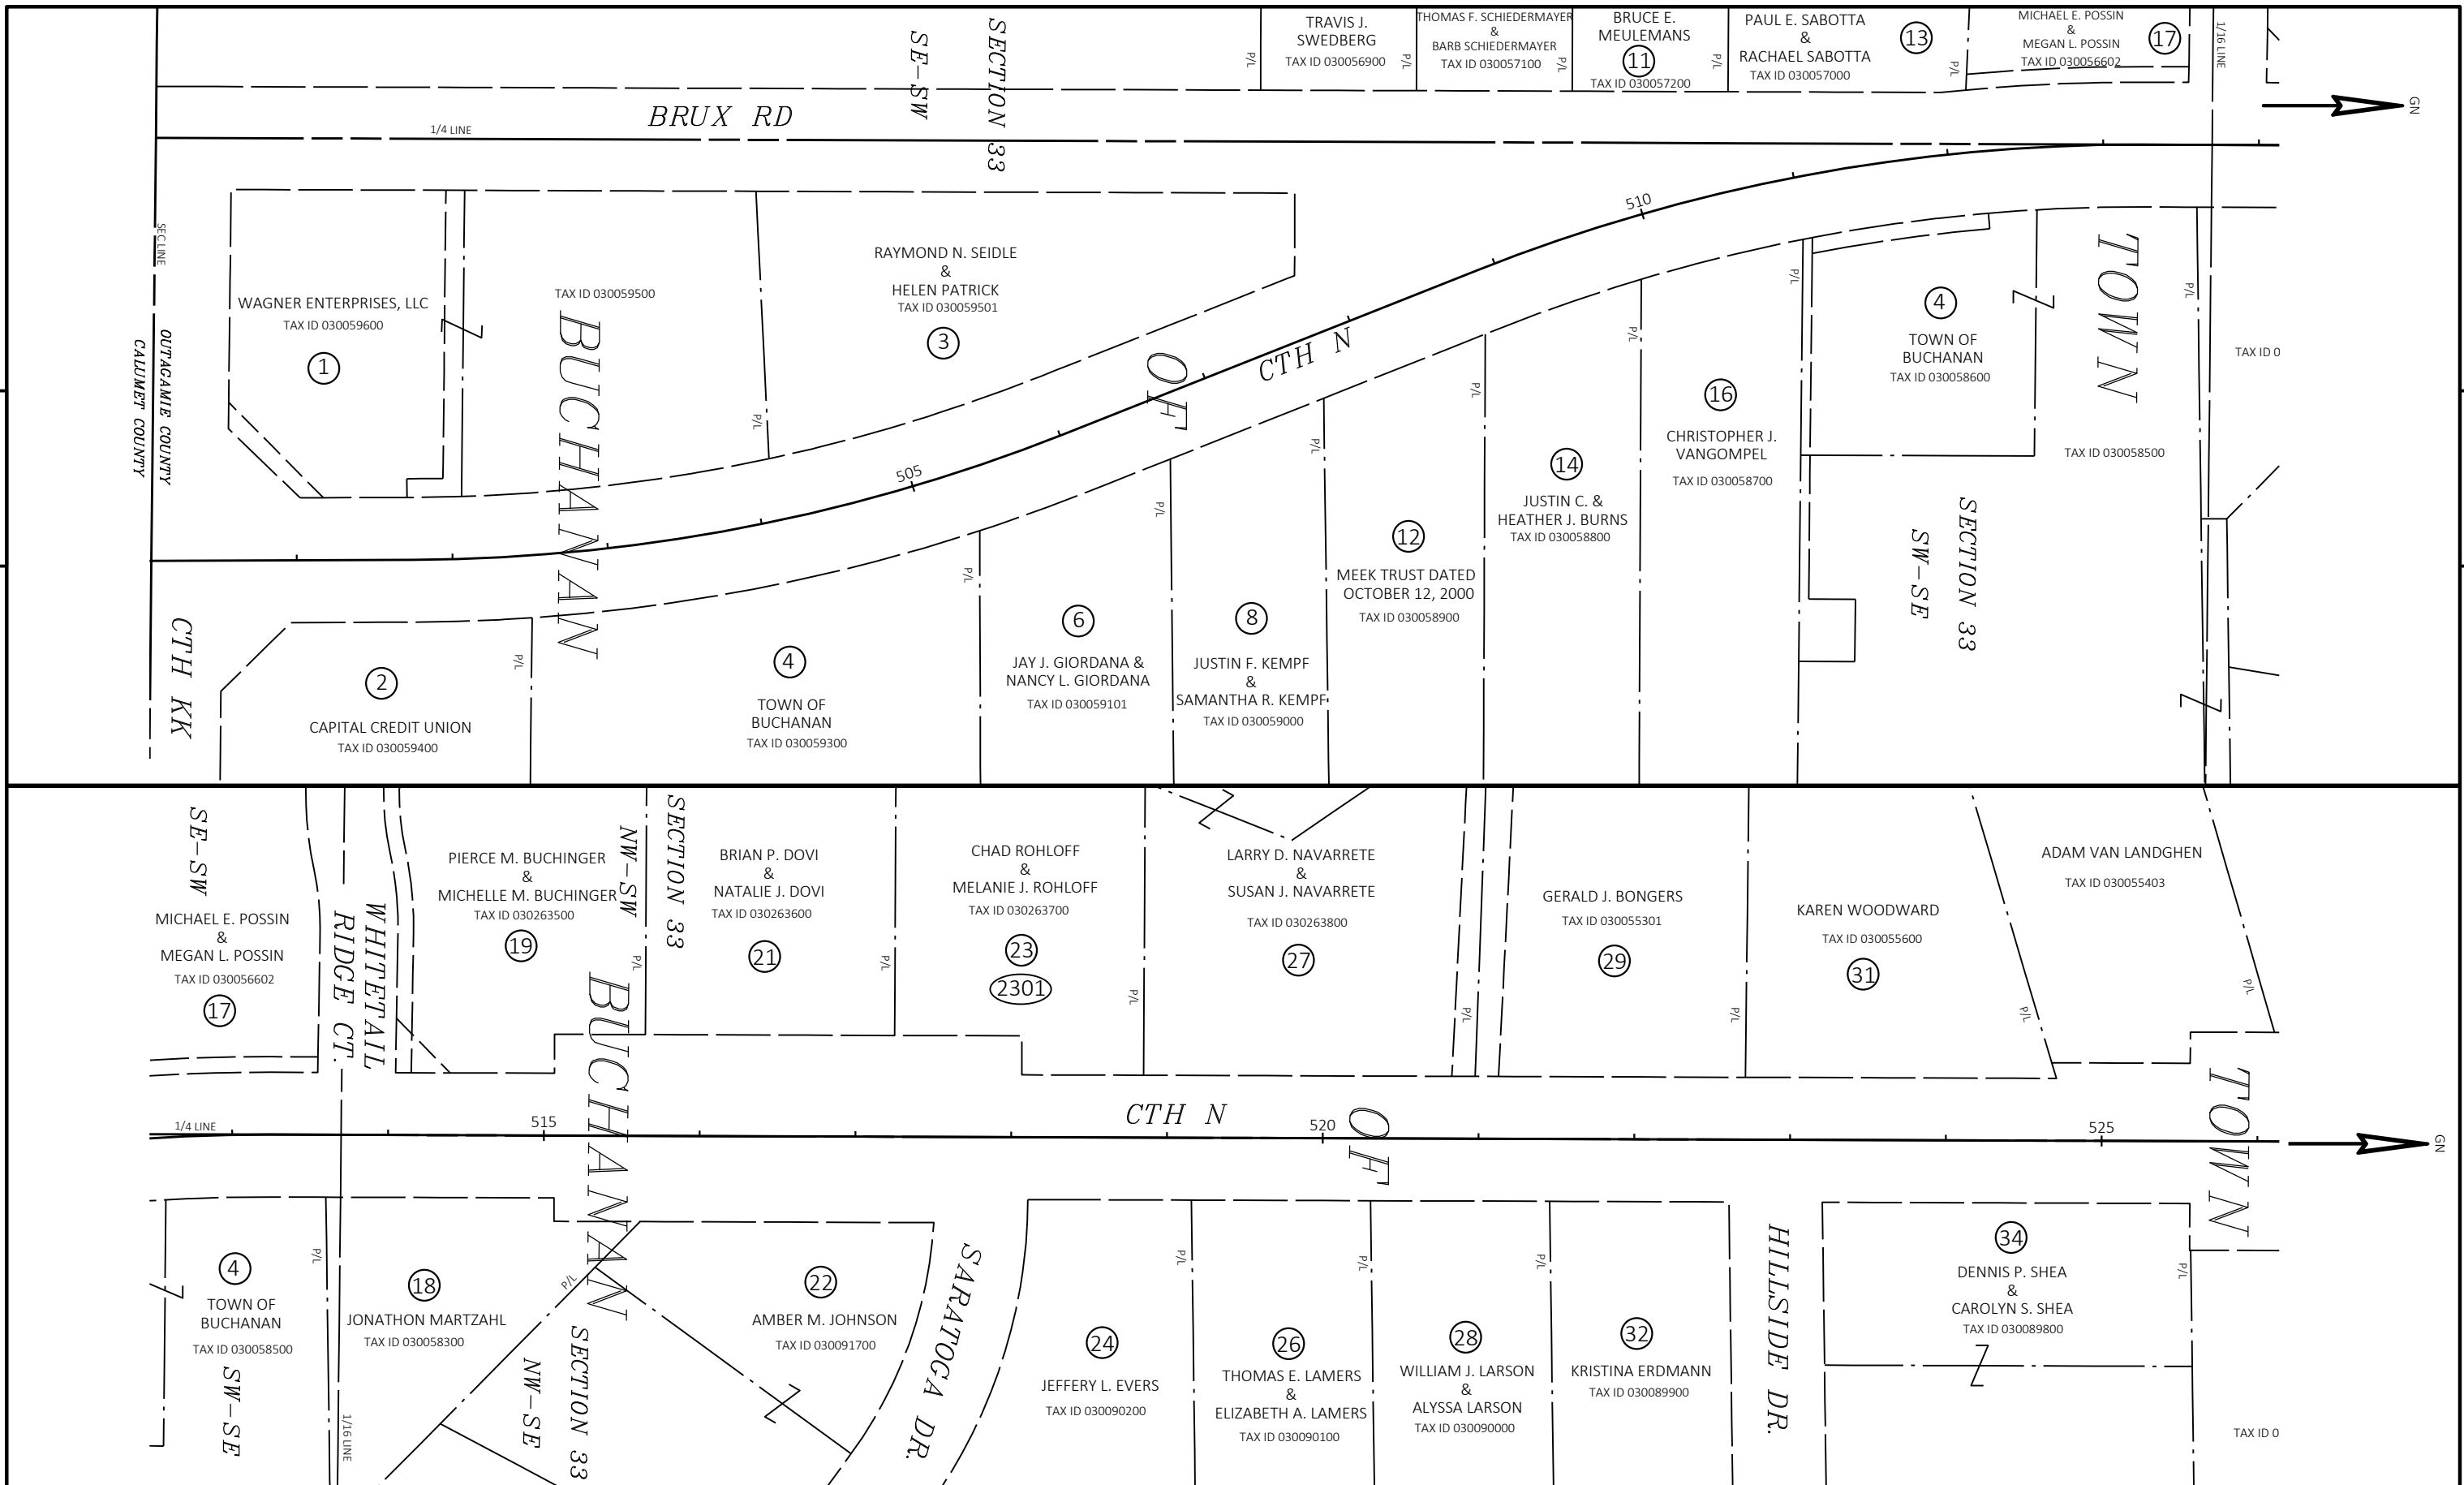 SE-SW
SECTION 33
TRAVIS J.
SWEDBERG
TAX ID 030056900
THOMAS F. SCHIEDERMAYER
&
BARB SCHIEDERMAYER
TAX ID 030057100
BRUCE E.
MEULEMANS
11
TAX ID 030057200
PAUL E. SABOTTA
&
RACHAEL SABOTTA
TAX ID 030057000
13
MICHAEL E. POSSIN
&
MEGAN L. POSSIN
TAX ID 030056602
17
P/L
P/L
P/L
P/L
P/L
1/16 LINE
GN
BRUX RD
1/4 LINE
SEC LINE
OUTAGAMIE COUNTY
CALUMET COUNTY
WAGNER ENTERPRISES, LLC
TAX ID 030059600
1
TAX ID 030059500
BUCHANAN
RAYMOND N. SEIDLE
&
HELEN PATRICK
TAX ID 030059501
3
P/L
505
OF
CTH N
510
P/L
P/L
P/L
P/L
P/L
P/L
P/L
P/L
4
TOWN OF
BUCHANAN
TAX ID 030058600
TOWN
TAX ID 0
TAX ID 030058500
16
CHRISTOPHER J.
VANGOMPEL
TAX ID 030058700
14
JUSTIN C. &
HEATHER J. BURNS
TAX ID 030058800
12
MEEK TRUST DATED
OCTOBER 12, 2000
TAX ID 030058900
SECTION 33
SW-SE
8
JUSTIN F. KEMPF
&
SAMANTHA R. KEMPF
TAX ID 030059000
6
JAY J. GIORDANA &
NANCY L. GIORDANA
TAX ID 030059101
4
TOWN OF
BUCHANAN
TAX ID 030059300
2
CAPITAL CREDIT UNION
TAX ID 030059400
CTH KK
SE-SW
MICHAEL E. POSSIN
&
MEGAN L. POSSIN
TAX ID 030056602
17
WHITETAIL
RIDGE CT.
PIERCE M. BUCHINGER
&
MICHELLE M. BUCHINGER
TAX ID 030263500
19
NW-SW
SECTION 33
P/L
BRIAN P. DOVI
&
NATALIE J. DOVI
TAX ID 030263600
21
P/L
CHAD ROHLOFF
&
MELANIE J. ROHLOFF
TAX ID 030263700
23
2301
P/L
LARRY D. NAVARRETE
&
SUSAN J. NAVARRETE
TAX ID 030263800
27
P/L
GERALD J. BONGERS
TAX ID 030055301
29
P/L
KAREN WOODWARD
TAX ID 030055600
31
P/L
ADAM VAN LANDGHEN
TAX ID 030055403
P/L
BUCHANAN
1/4 LINE
515
CTH N
520
OF
525
TOWN
GN
4
TOWN OF
BUCHANAN
TAX ID 030058500
SW-SE
P/L
1/16 LINE
18
JONATHON MARTZAHL
TAX ID 030058300
P/L
NW-SE
SECTION 33
22
AMBER M. JOHNSON
TAX ID 030091700
SARATOGA DR.
24
JEFFERY L. EVERS
TAX ID 030090200
P/L
26
THOMAS E. LAMERS
&
ELIZABETH A. LAMERS
TAX ID 030090100
P/L
28
WILLIAM J. LARSON
&
ALYSSA LARSON
TAX ID 030090000
P/L
32
KRISTINA ERDMANN
TAX ID 030089900
HILLSIDE DR.
34
DENNIS P. SHEA
&
CAROLYN S. SHEA
TAX ID 030089800
P/L
TAX ID 0